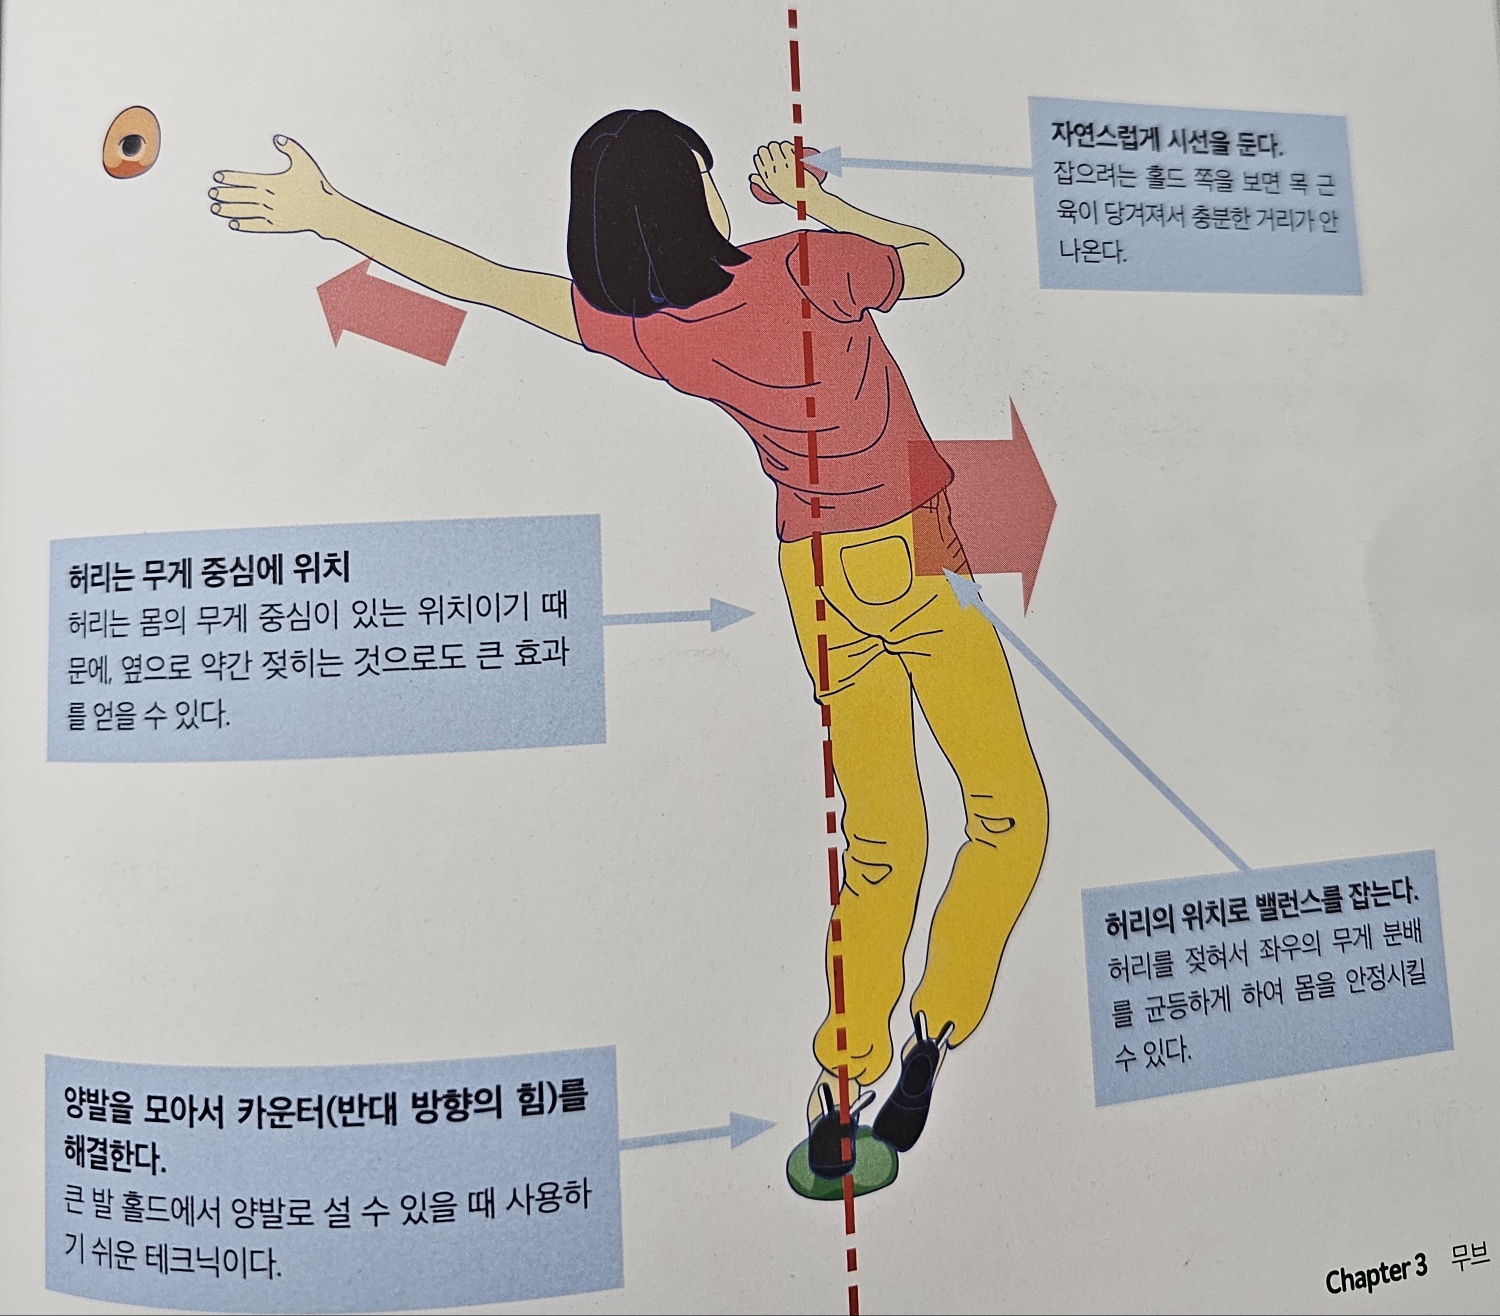 자연스럽게 시선을 둔다.
잡으려는 홀드 쪽을 보면 목 근
육이 당겨져서 충분한 거리가 안
나온다.
허리는 무게 중심에 위치
허리는 몸의 무게 중심이 있는 위치이기 때
문에, 옆으로 약간 젖히는 것으로도 큰 효과
를 얻을 수 있다.
허리의 위치로 밸런스를 잡는다.
허리를 젖혀서 좌우의 무게 분배
를 균등하게 하여 몸을 안정시킬
수 있다.
양발을 모아서 카운터(반대 방향의 힘)를
해결한다.
큰 발 홀드에서 양발로 설 수 있을 때 사용하
기 쉬운 테크닉이다.
Chapter 3 무브